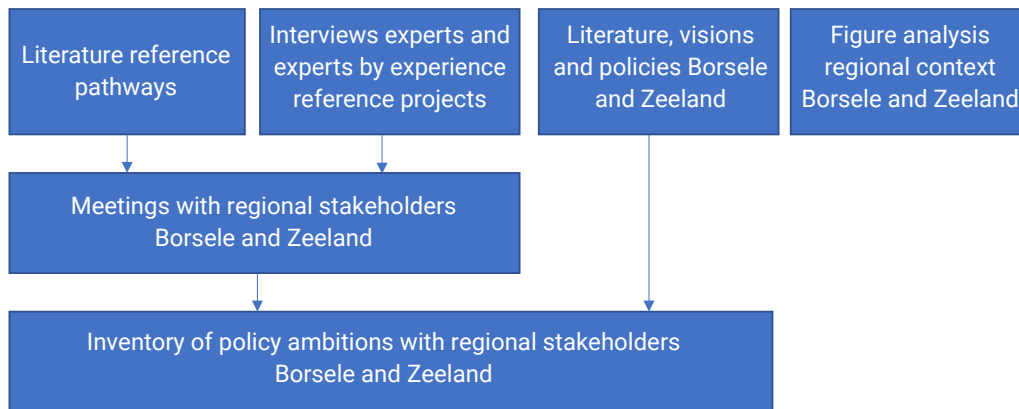 Literature reference
pathways
Interviews experts and
experts by experience
reference projects
Literature, visions
and policies Borsele
and Zeeland
Figure analysis
regional context
Borsele and Zeeland
Meetings with regional stakeholders
Borsele and Zeeland
Inventory of policy ambitions with regional stakeholders
Borsele and Zeeland